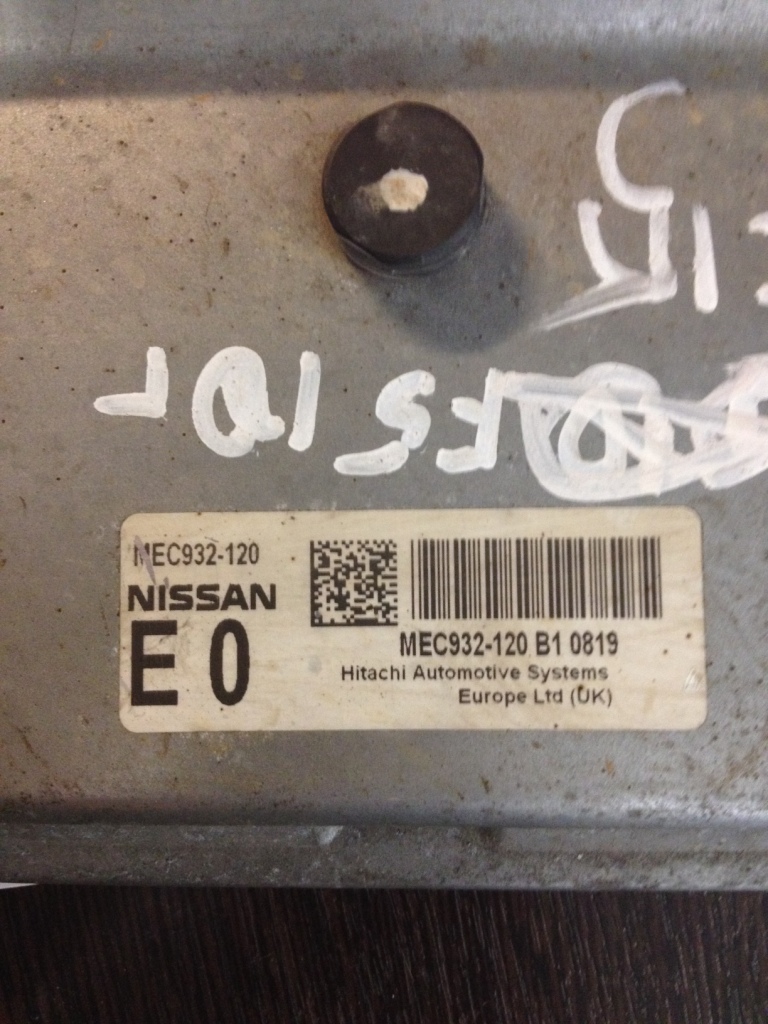 MEC932-120
NISSAN
E 0
MEC932-120 B1 0819
Hitachi Automotive Systems
Europe Ltd (UK)